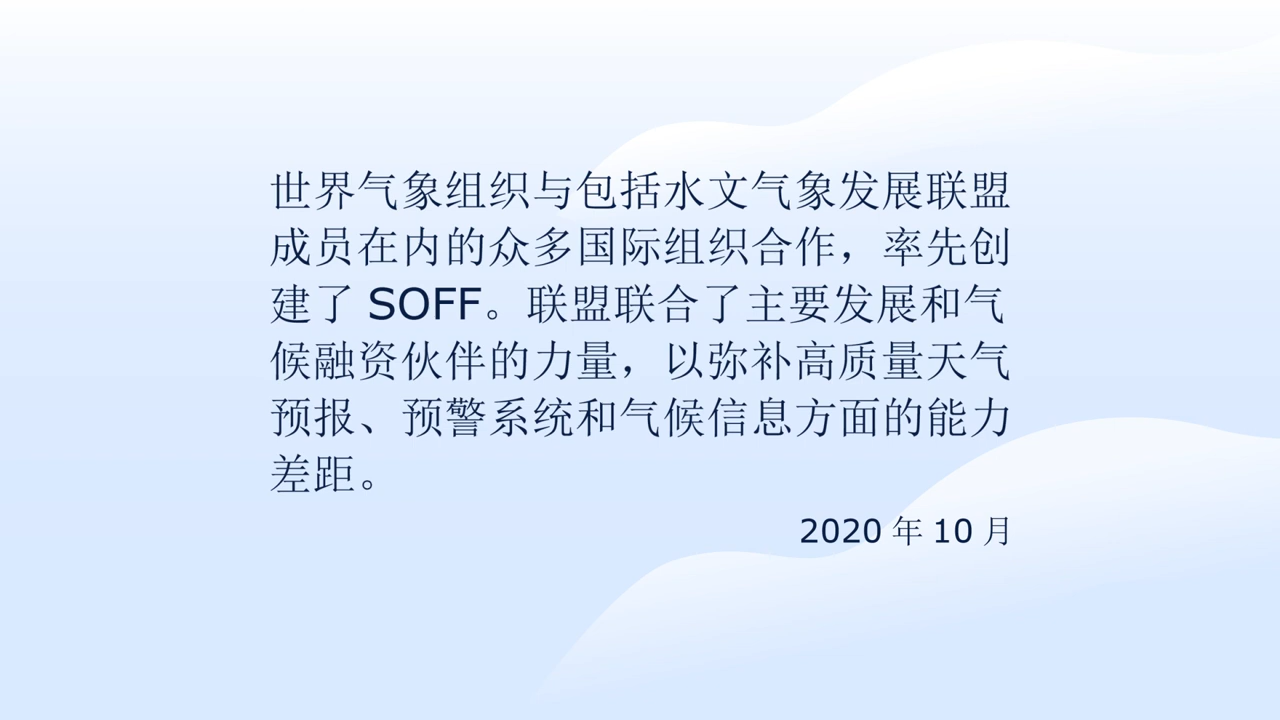 世界气象组织与包括水文气象发展联盟
成员在内的众多国际组织合作，率先创
建了 SOFF。联盟联合了主要发展和气
候融资伙伴的力量，以弥补高质量天气
预报、预警系统和气候信息方面的能力
差距。
2020 年 10 月